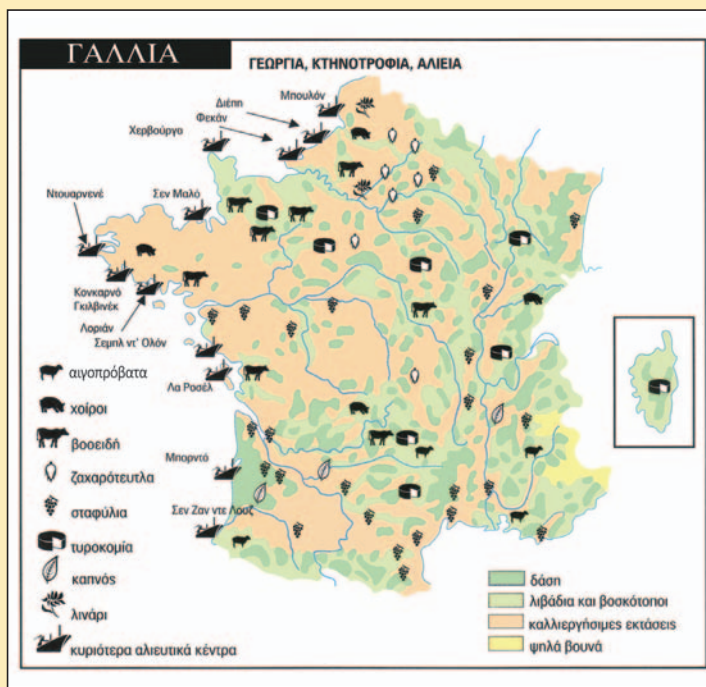 ΓΑΛΛΙΑ
ΓΕΩΡΓΙΑ, ΚΤΗΝΟΤΡΟΦΙΑ, ΑΛΙΕΙΑ
Μπουλόν
Διέπη
Φεκάν
Χερβούργο
Σεν Μαλό
Ντουαρνενέ
Κονκαρνό
Γκιλβινέκ
Λοριάν
Σεμπλ ντ' Ολόν
Λα Ροσέλ
Μπορντό
Σεν Ζαν ντε Λουζ
αιγοπρόβατα
χοίροι
βοοειδή
ζαχαρότευτλα
σταφύλια
τυροκομία
καπνός
λινάρι
κυριότερα αλιευτικά κέντρα
δάση
λιβάδια και βοσκότοποι
καλλιεργήσιμες εκτάσεις
ψηλά βουνά